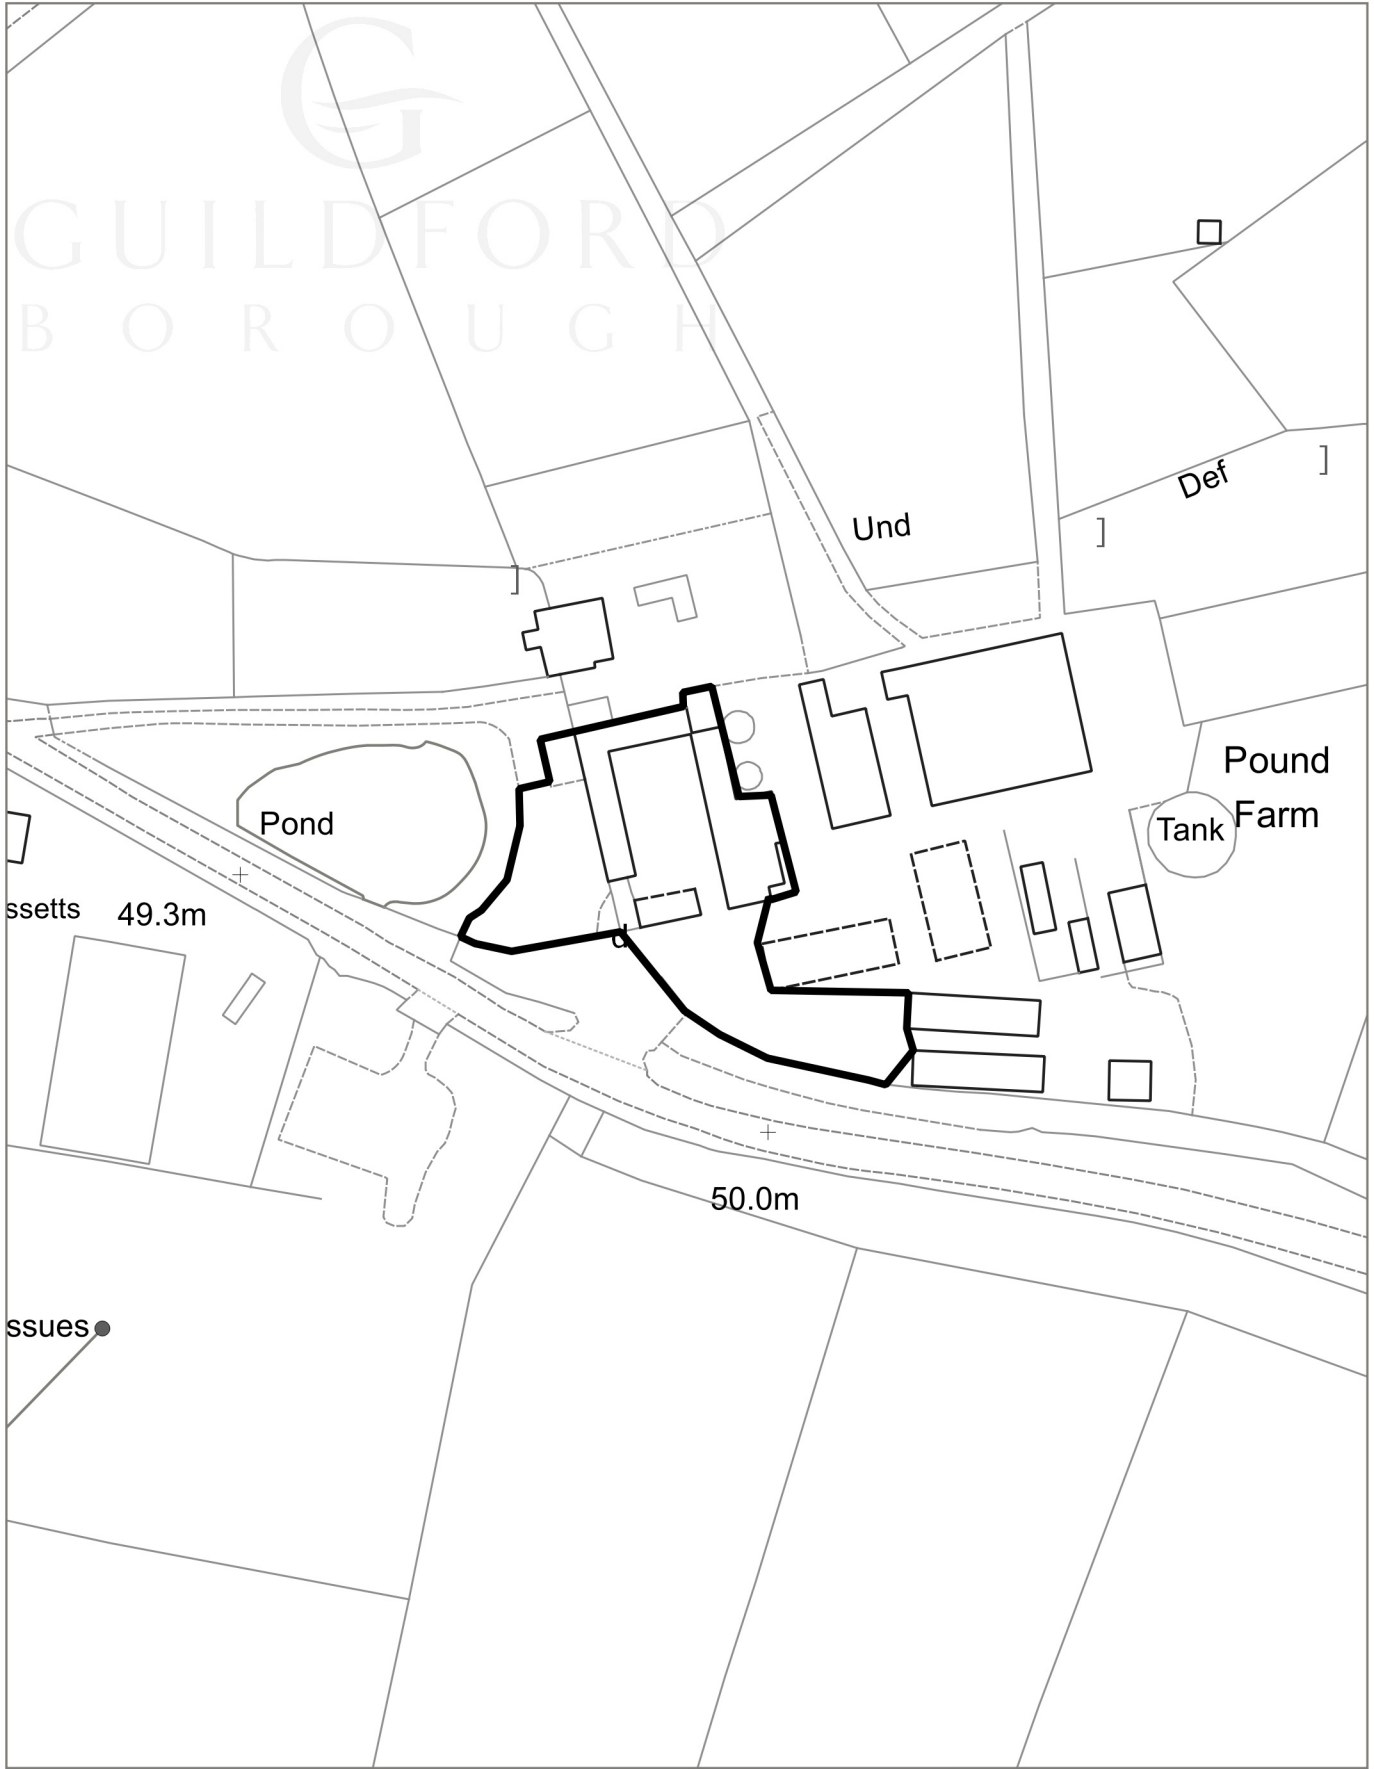 GUILDFORD
BOROUGH
Def
]
]
Und
]
Pound
Farm
Tank
Pond
ssetts
49.3m
d
50.0m
ssues